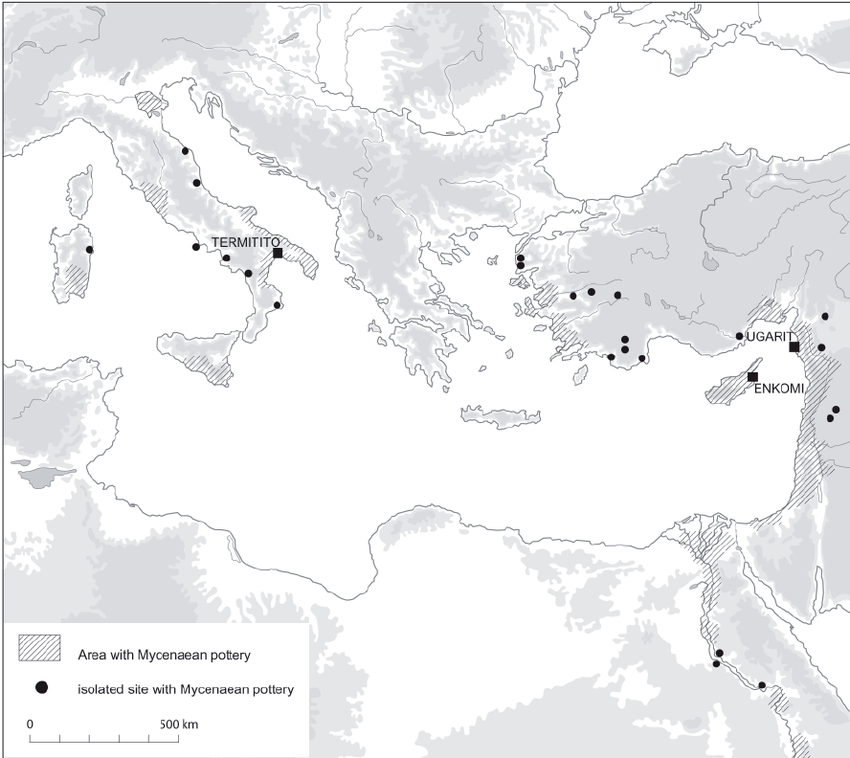 TERMITITO
UGARIT
ENKOMI
Area with Mycenaean pottery
isolated site with Mycenaean pottery
0 500 km